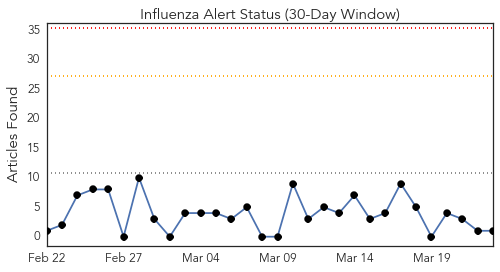 Influenza Alert Status (30-Day Window)
Articles Found
35
30
25
20
15
10
5
0
Feb 22 Feb 27 Mar 04 Mar 09 Mar 14 Mar 19